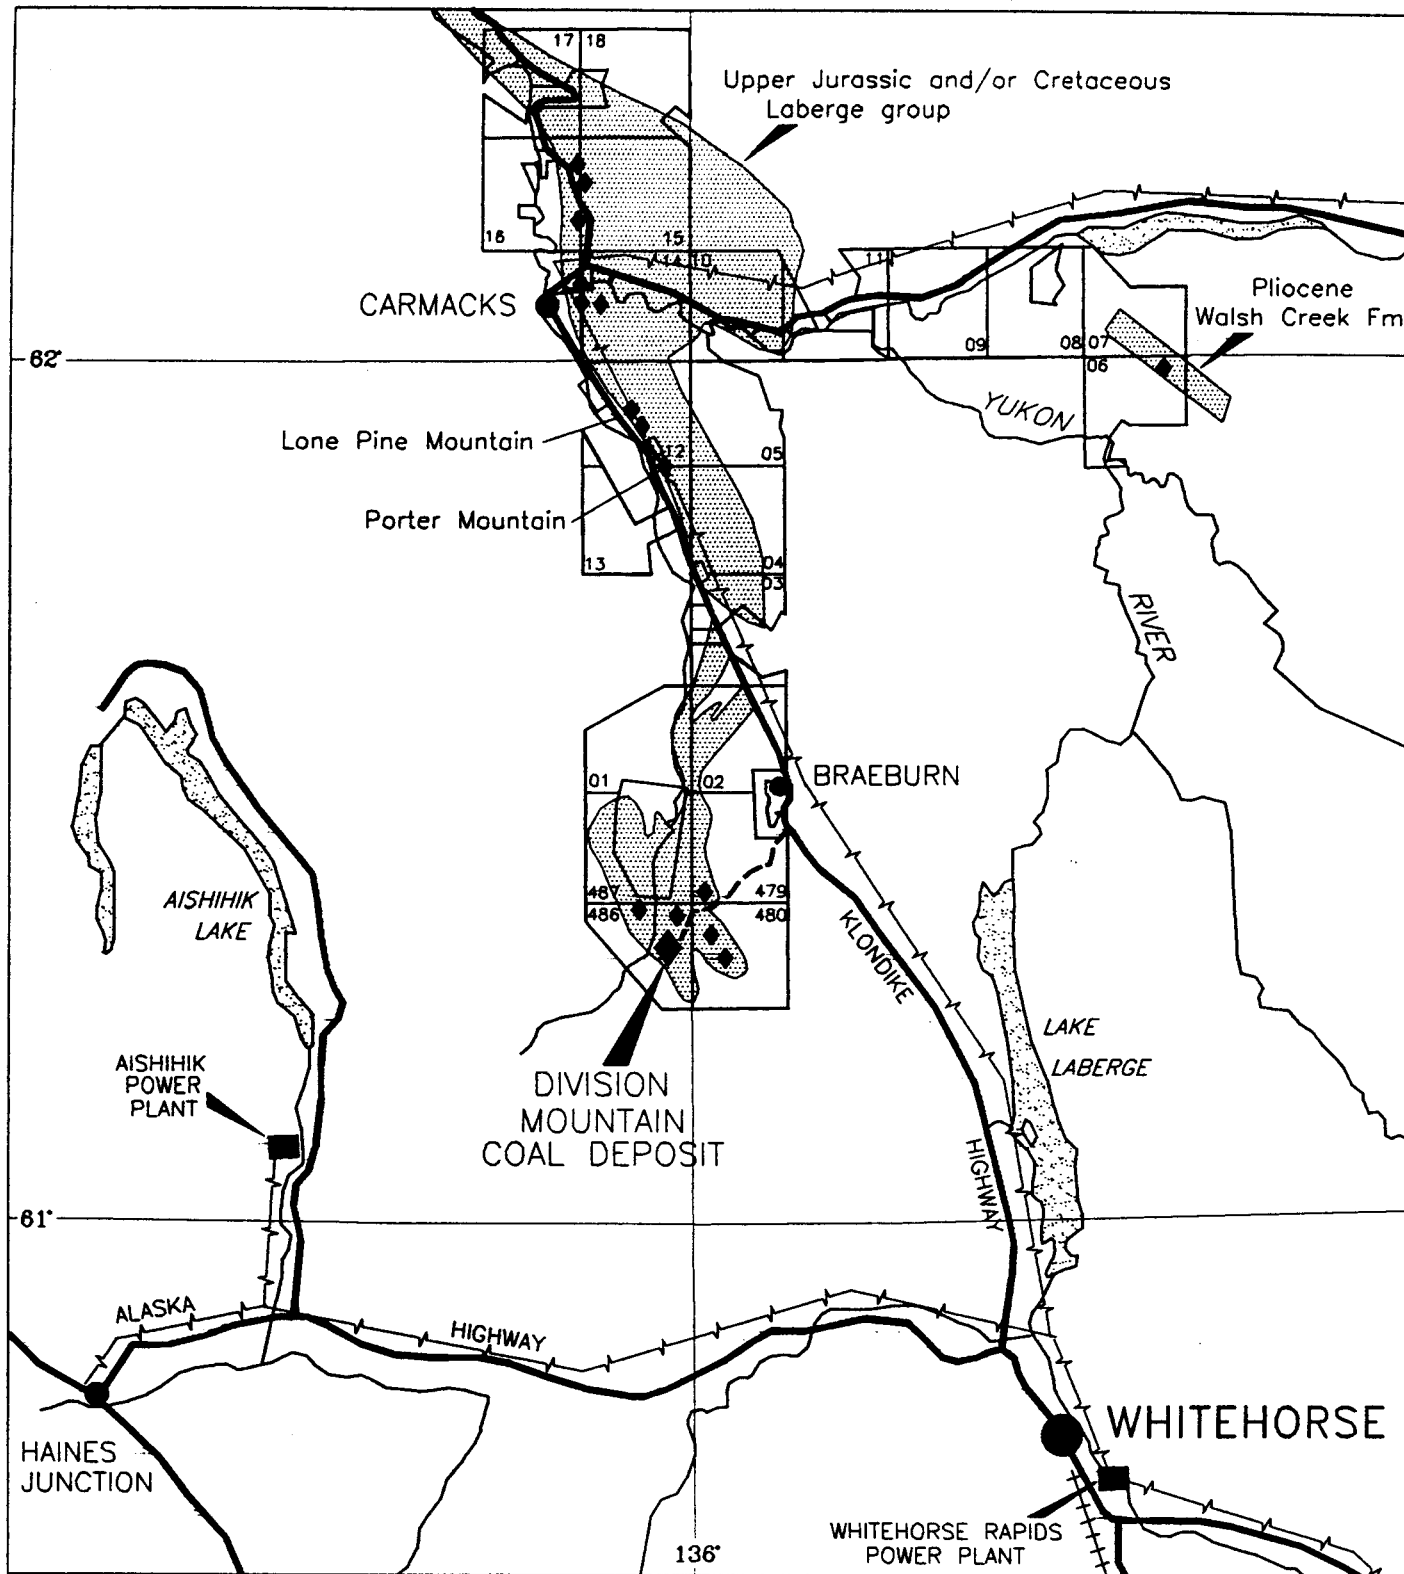 17 18
Upper Jurassic and/or Cretaceous
Laberge group
16
15
14 10
11
CARMACKS
Pliocene
Walsh Creek Fm
62°
09
08 07
06
YUKON
Lone Pine Mountain
12
05
Porter Mountain
13
04
03
RIVER
01
02
BRAEBURN
AISHIHIK
LAKE
487
479
486
480
KLONDIKE
LAKE
LABERGE
AISHIHIK
POWER
PLANT
DIVISION
MOUNTAIN
COAL DEPOSIT
HIGHWAY
61°
ALASKA
HIGHWAY
WHITEHORSE
HAINES
JUNCTION
136°
WHITEHORSE RAPIDS
POWER PLANT